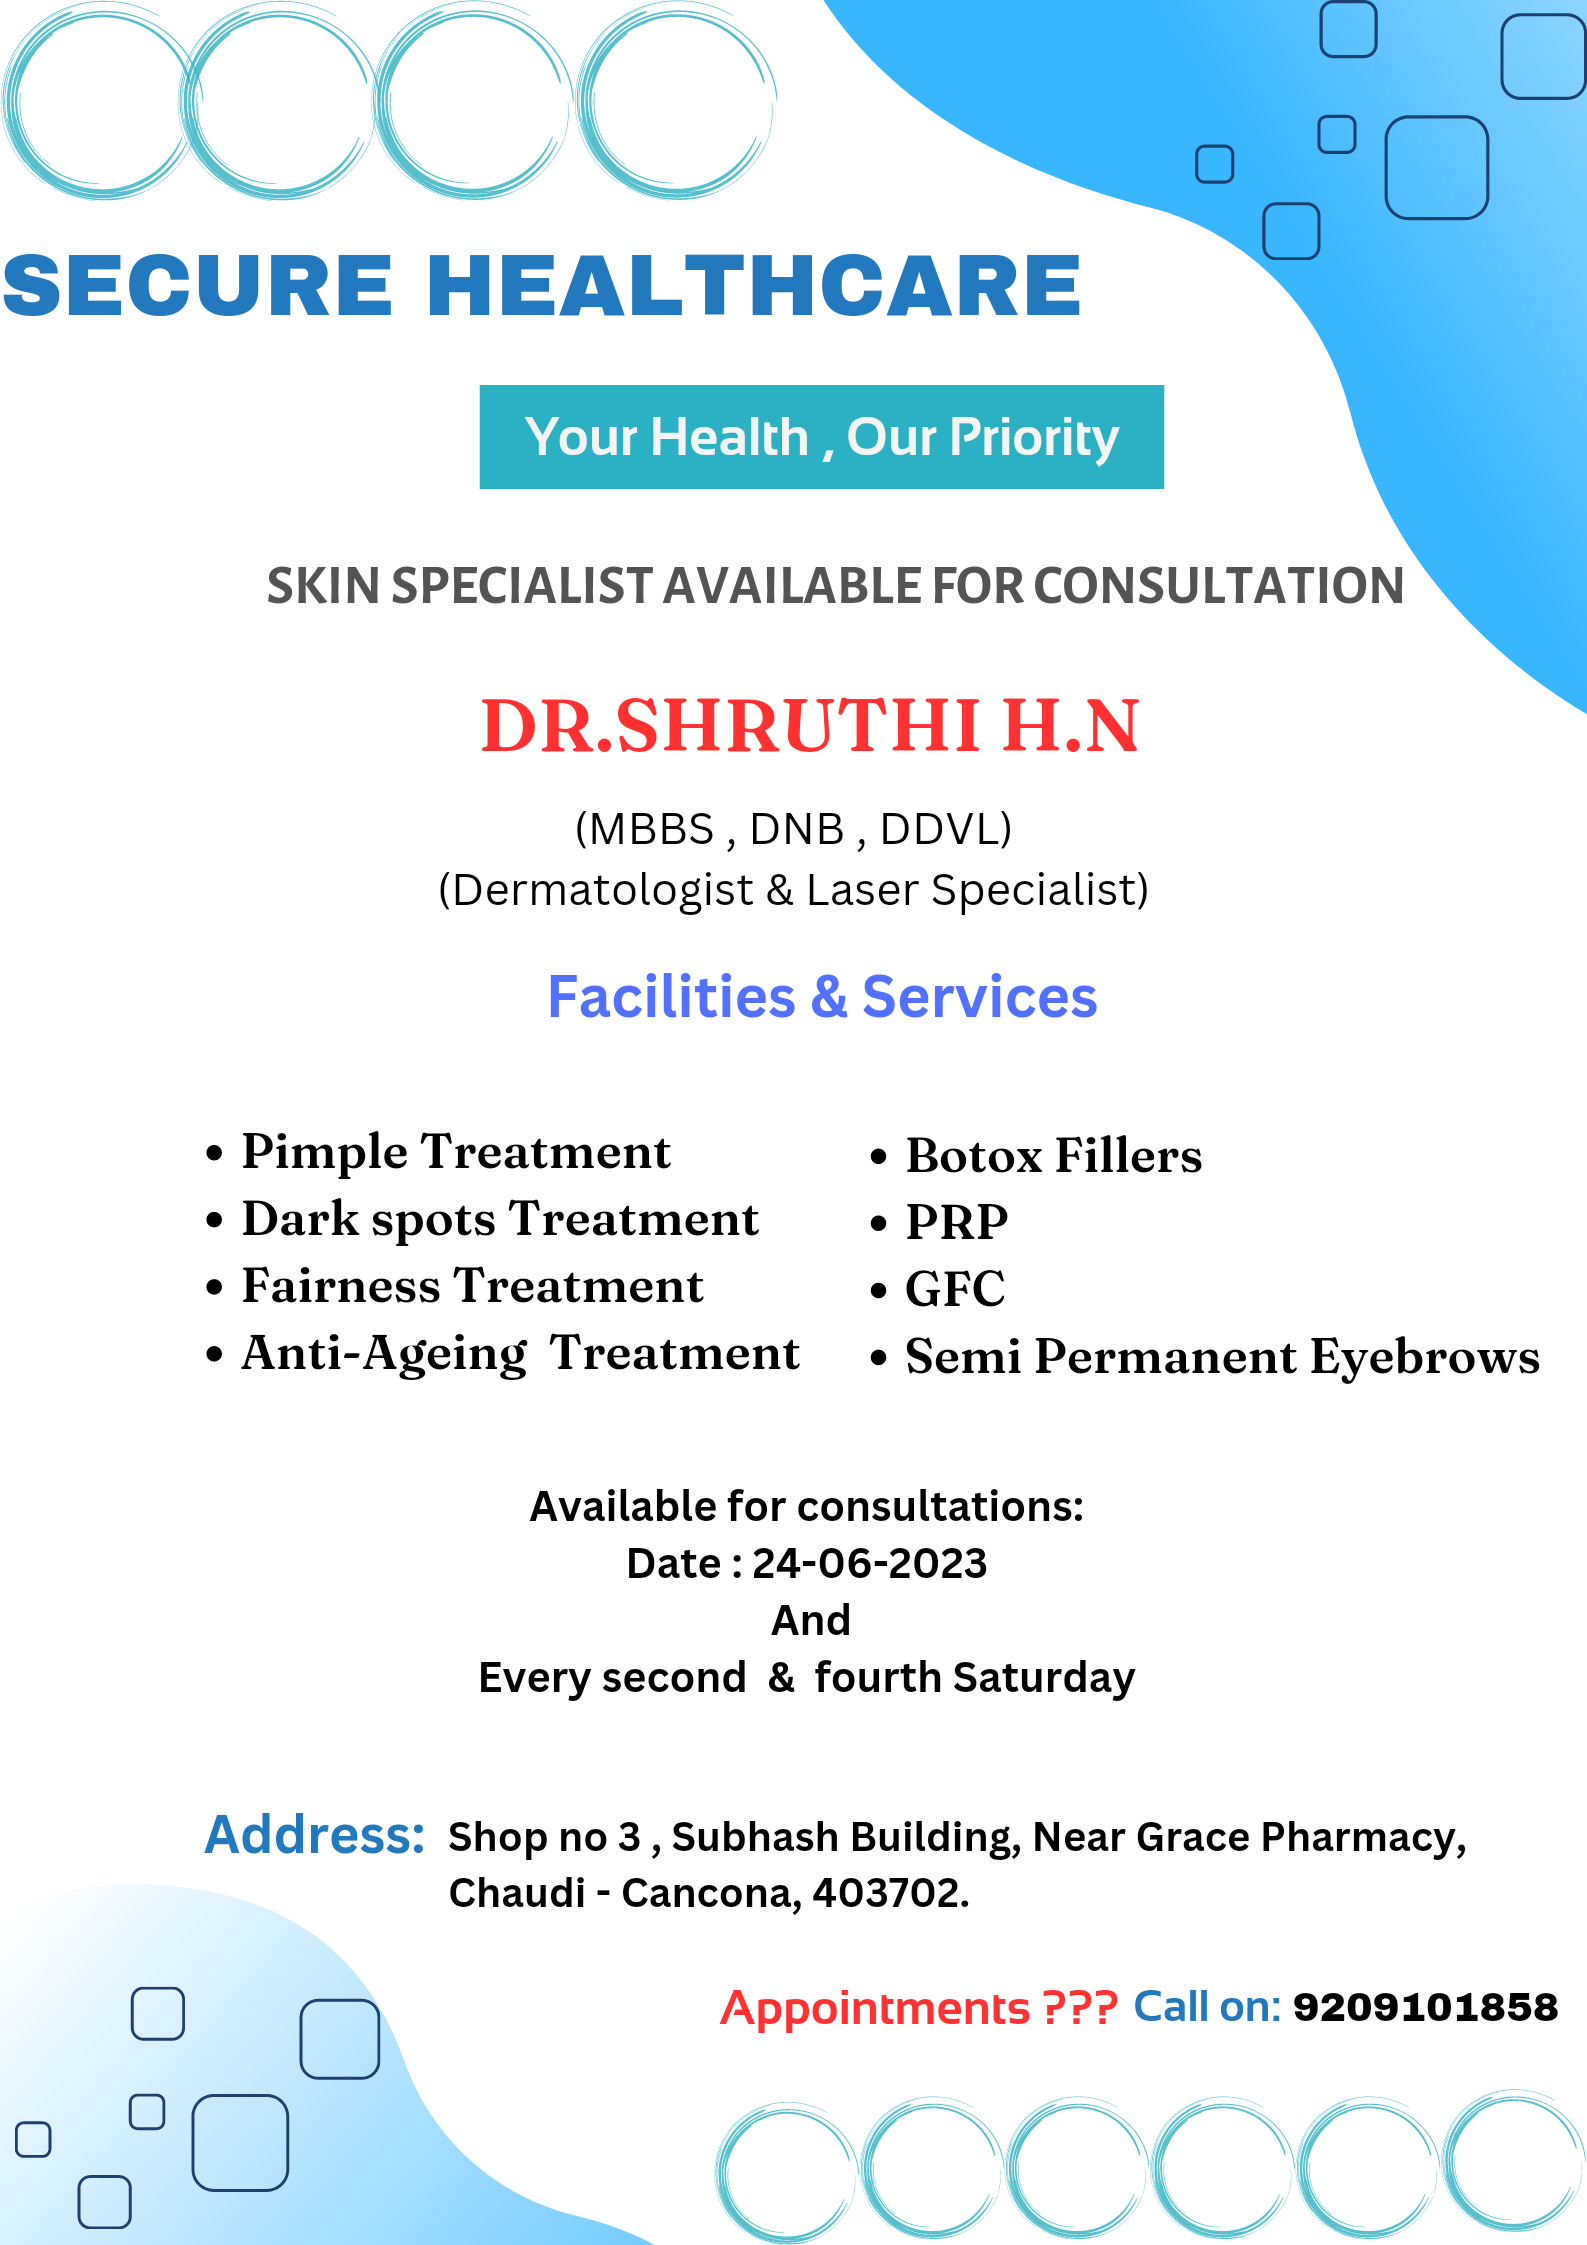 SECURE HEALTHCARE
Your Health , Our Priority
SKIN SPECIALIST AVAILABLE FOR CONSULTATION
DR.SHRUTHI H.N
(MBBS , DNB , DDVL)
(Dermatologist & Laser Specialist)
Facilities & Services
• Pimple Treatment
• Dark spots Treatment
• Fairness Treatment
• Anti-Ageing  Treatment
• Botox Fillers
• PRP
• GFC
• Semi Permanent Eyebrows
Available for consultations:
Date : 24-06-2023
And
Every second  &  fourth Saturday
Address: Shop no 3 , Subhash Building, Near Grace Pharmacy,
Chaudi - Cancona, 403702.
Appointments ??? Call on: 9209101858